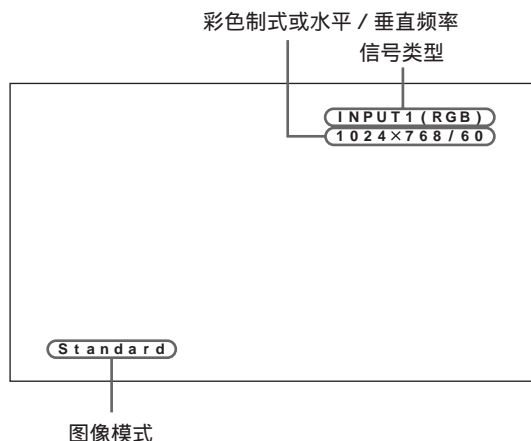 彩色制式或水平 / 垂直频率
信号类型
INPUT1(RGB)
1024×768/60
Standard
图像模式